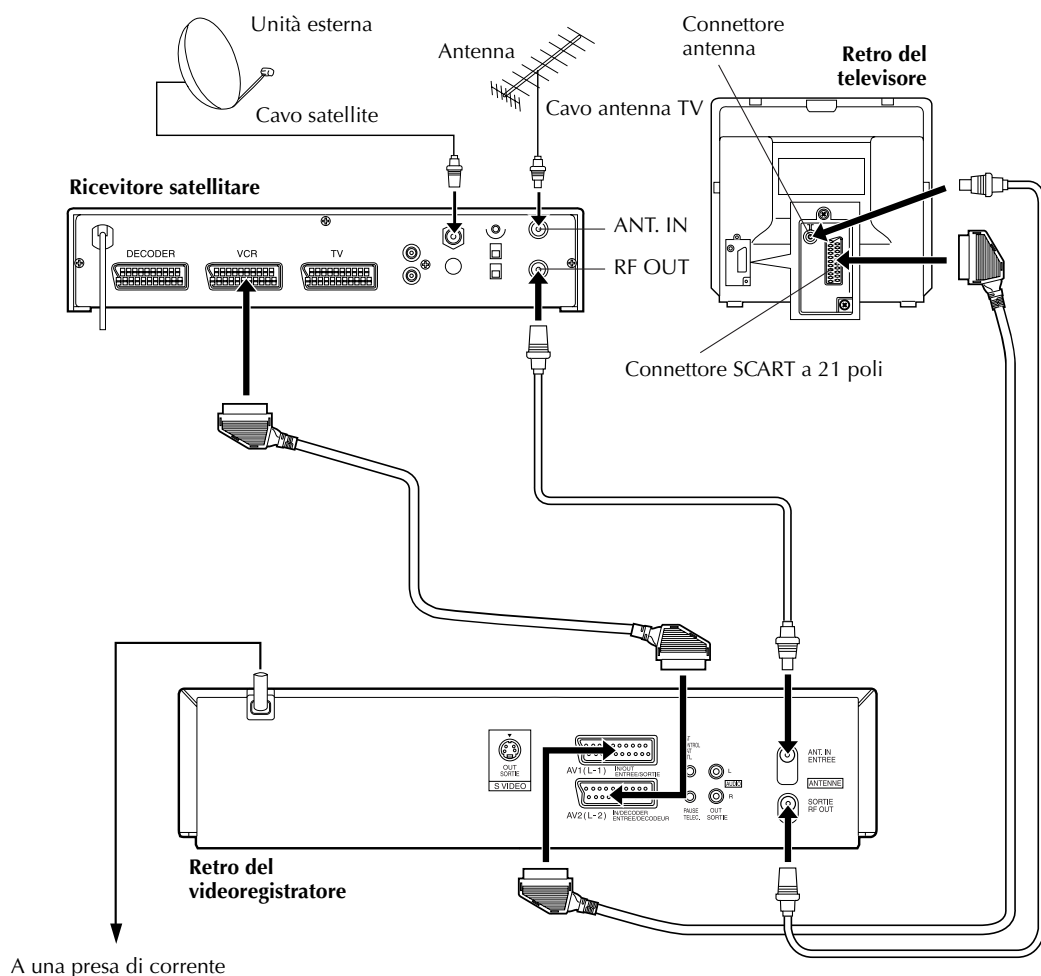 Unità esterna
Antenna
Connettore
antenna
Retro del
televisore
Cavo satellite
Cavo antenna TV
Ricevitore satellitare
ANT. IN
RF OUT
DECODER
VCR
TV
Connettore SCART a 21 poli
OUT
SORTIE
S VIDEO
AV1(L-1)
IN/OUT
ENTREE/SORTIE
AV2(L-2)
IN/DECODER
ENTREE/DECODEUR
L
AUDIO
R
PAUSE
TELEC.
OUT
SORTIE
ANT. IN
ENTREE
ANTENNE
SORTIE
RF OUT
Retro del
videoregistratore
A una presa di corrente